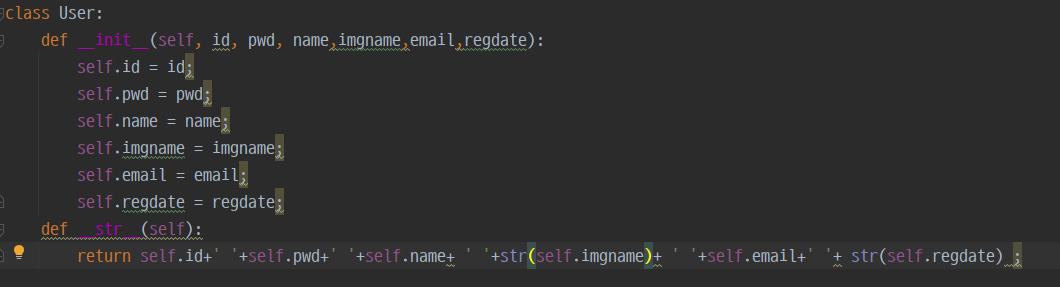 class User:
    def __init__(self, id, pwd, name,imgname,email,regdate):
        self.id = id;
        self.pwd = pwd;
        self.name = name;
        self.imgname = imgname;
        self.email = email;
        self.regdate = regdate;
    def __str__(self):
        return self.id+' '+self.pwd+' '+self.name+ ' '+str(self.imgname)+ ' '+self.email+' '+ str(self.regdate) ;